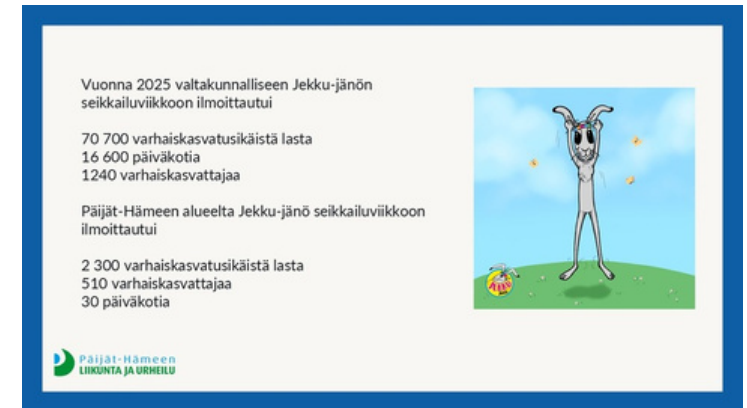 Vuonna 2025 valtakunnalliseen Jekku-jänön
seikkailuviikkoon ilmoittautui
70 700 varhaiskasvatusikäistä lasta
16 600 päiväkotia
1240 varhaiskasvattajaa
Päijät-Hämeen alueelta Jekku-jänö seikkailuviikkoon
ilmoittautui
2 300 varhaiskasvatusikäistä lasta
510 varhaiskasvattajaa
30 päiväkotia
Päijät-Hämeen
LIIKUNTA JA URHEILU